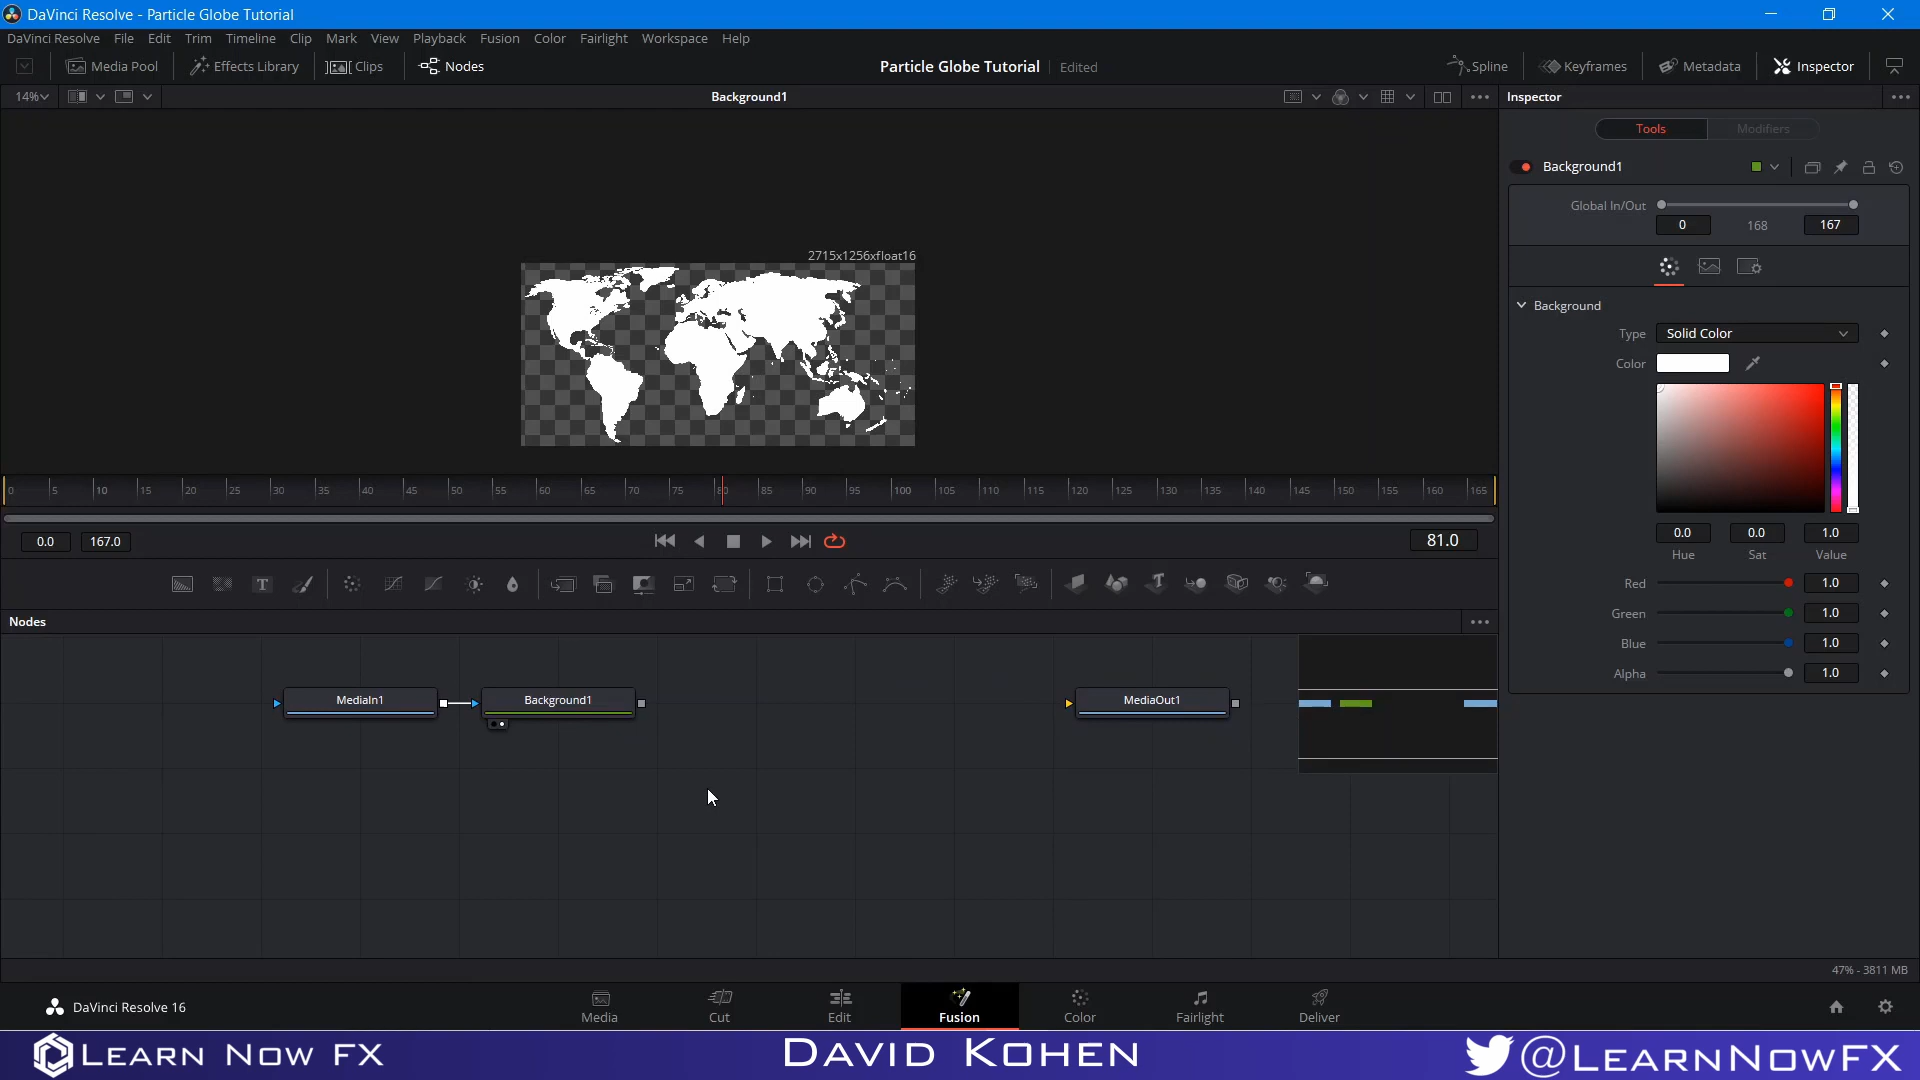 DaVinci Resolve - Particle Globe Tutorial
DaVinci Resolve File Edit Trim Timeline Clip Mark View Playback Fusion Color Fairlight Workspace Help
Media Pool Effects Library Clips Nodes Particle Globe Tutorial Edited Spline Keyframes Metadata Inspector
14% Background1 Inspector
Tools Modifiers
Background1
Global In/Out
0 168 167
2715x1256xfloat16
Background
Type Solid Color
Color
0 5 10 15 20 25 30 35 40 45 50 55 60 65 70 75 80 85 90 95 100 105 110 115 120 125 130 135 140 145 150 155 160 165
0.0 167.0 81.0
0.0 0.0 1.0
Hue Sat Value
Red 1.0
Green 1.0
Blue 1.0
Alpha 1.0
Nodes
MediaIn1 Background1 MediaOut1
47% - 3811 MB
DaVinci Resolve 16
Media Cut Edit Fusion Color Fairlight Deliver
Learn Now FX David Kohen @LearnNowFX